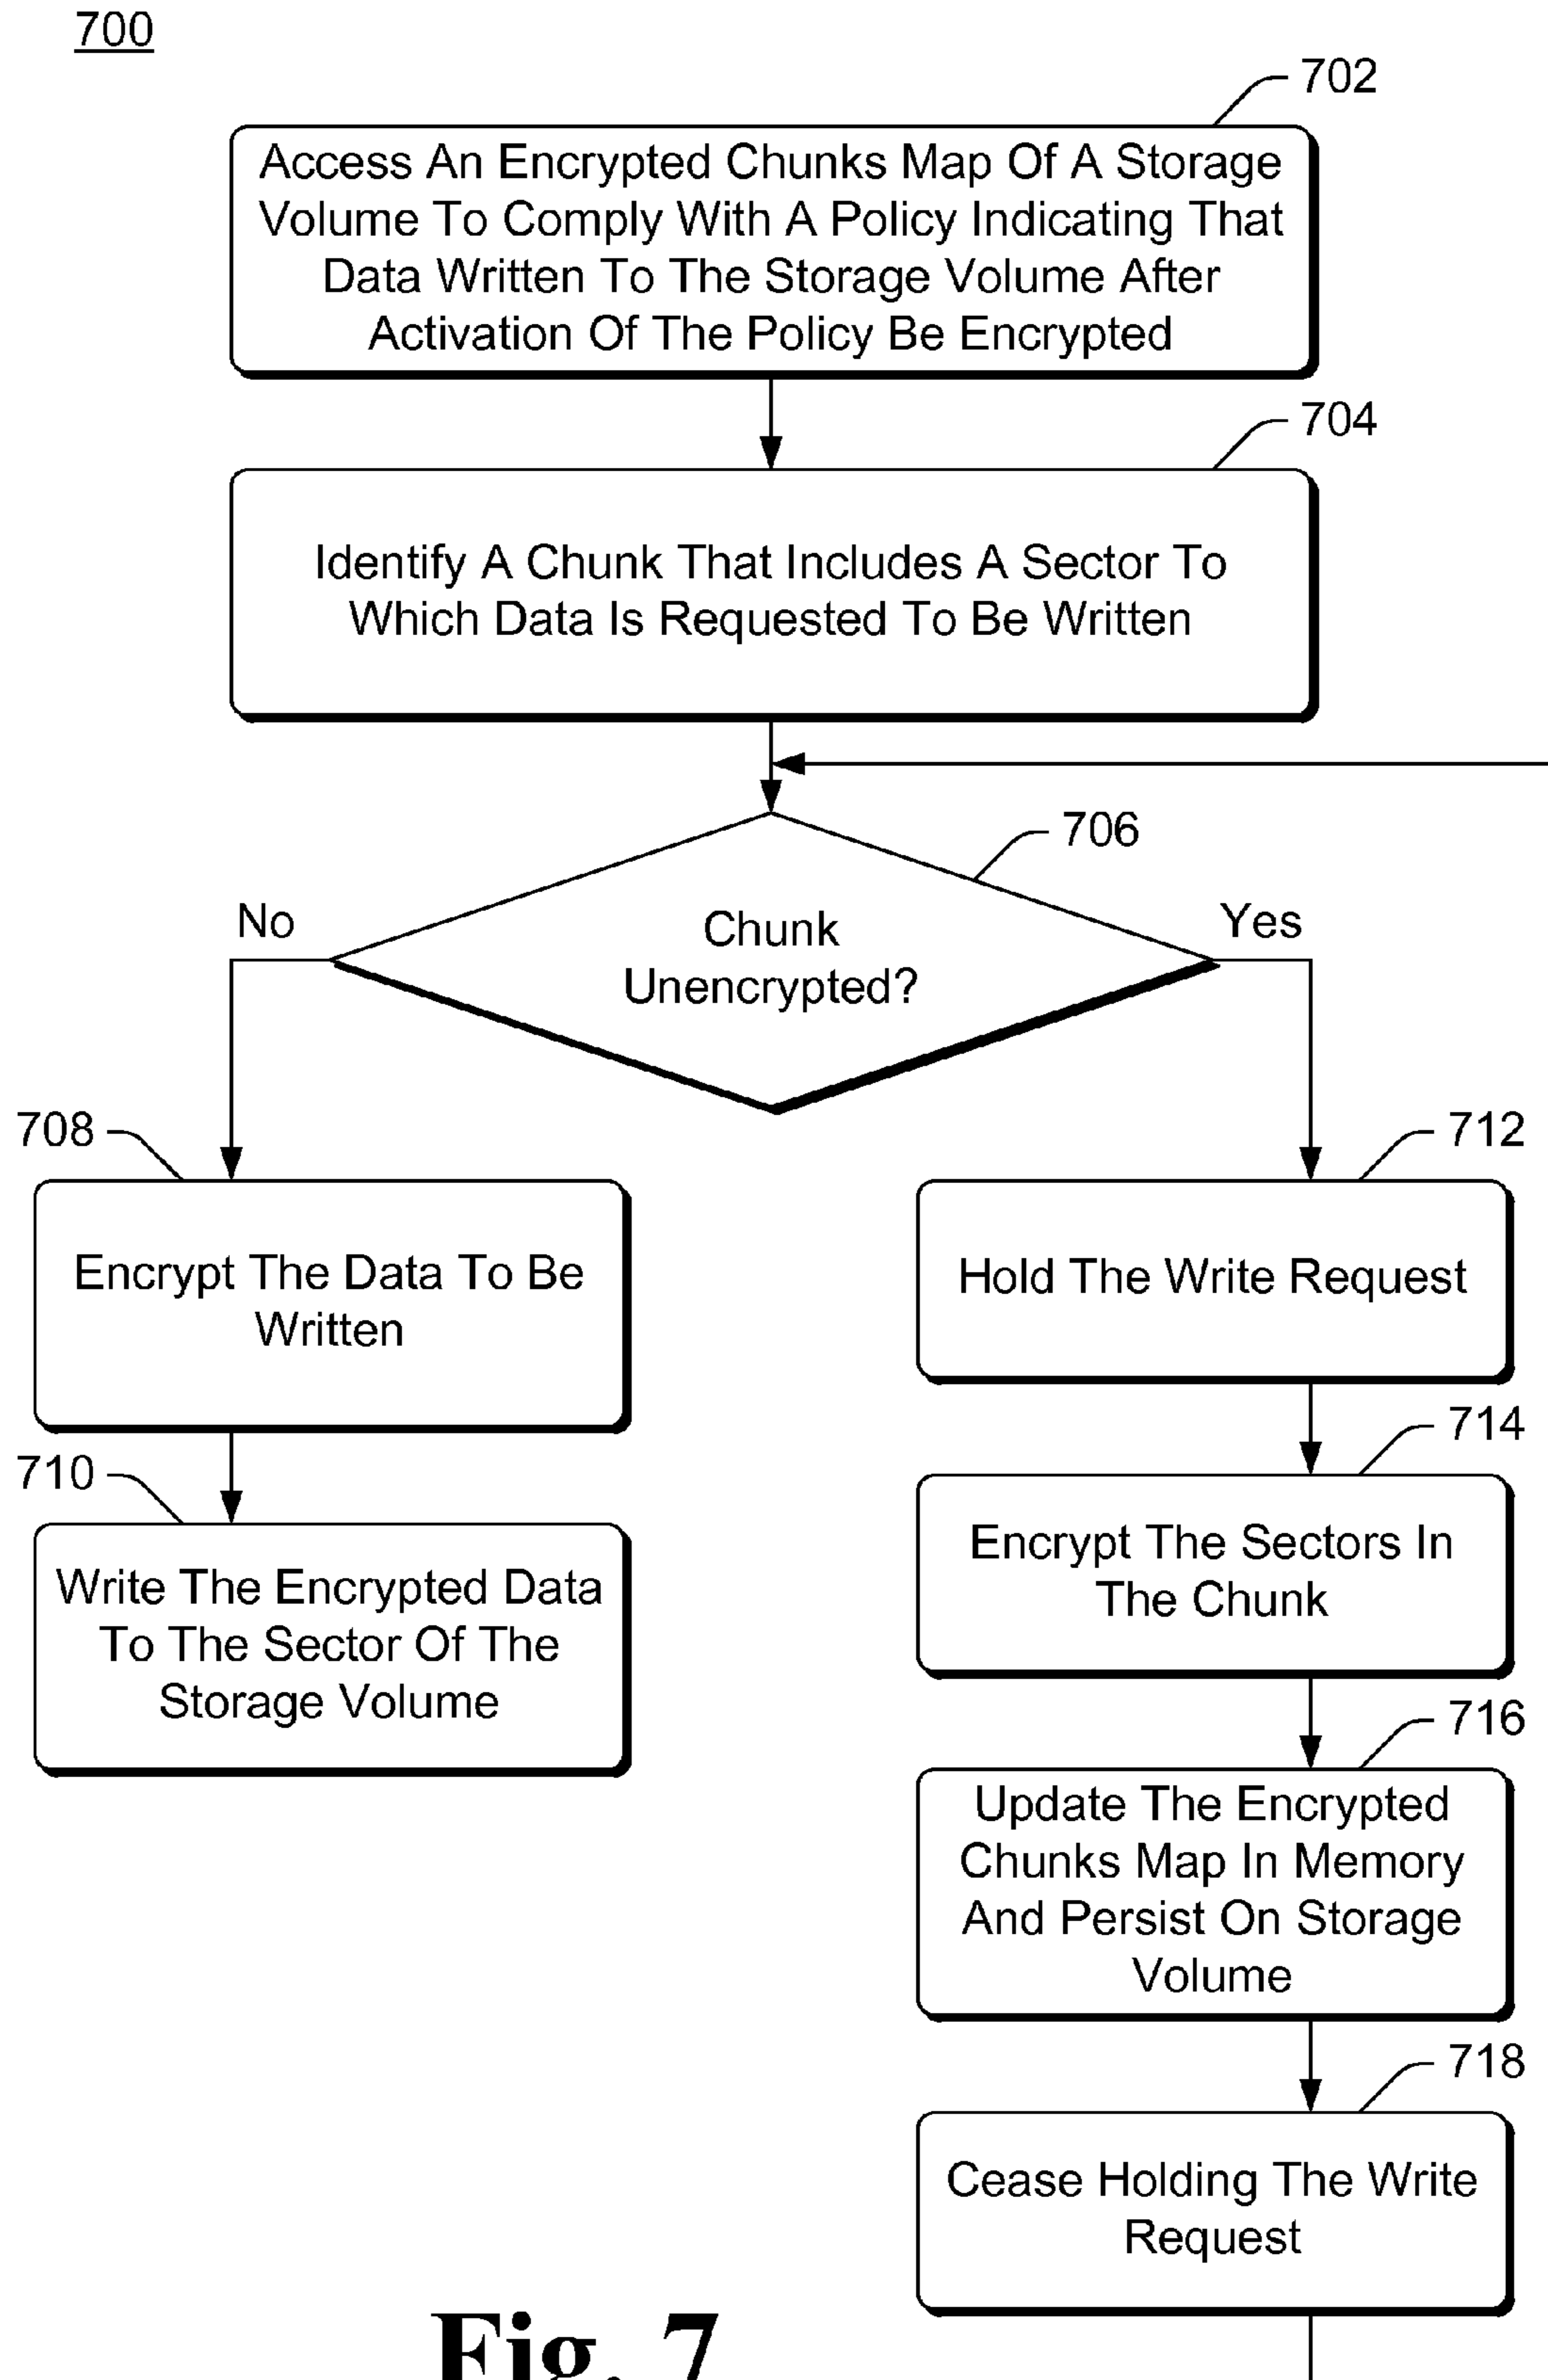 700
702
Access An Encrypted Chunks Map Of A Storage
Volume To Comply With A Policy Indicating That
Data Written To The Storage Volume After
Activation Of The Policy Be Encrypted
704
Identify A Chunk That Includes A Sector To
Which Data Is Requested To Be Written
706
No
Yes
Chunk
Unencrypted?
708
Encrypt The Data To Be
Written
710
Write The Encrypted Data
To The Sector Of The
Storage Volume
712
Hold The Write Request
714
Encrypt The Sectors In
The Chunk
716
Update The Encrypted
Chunks Map In Memory
And Persist On Storage
Volume
718
Cease Holding The Write
Request
Fig. 7